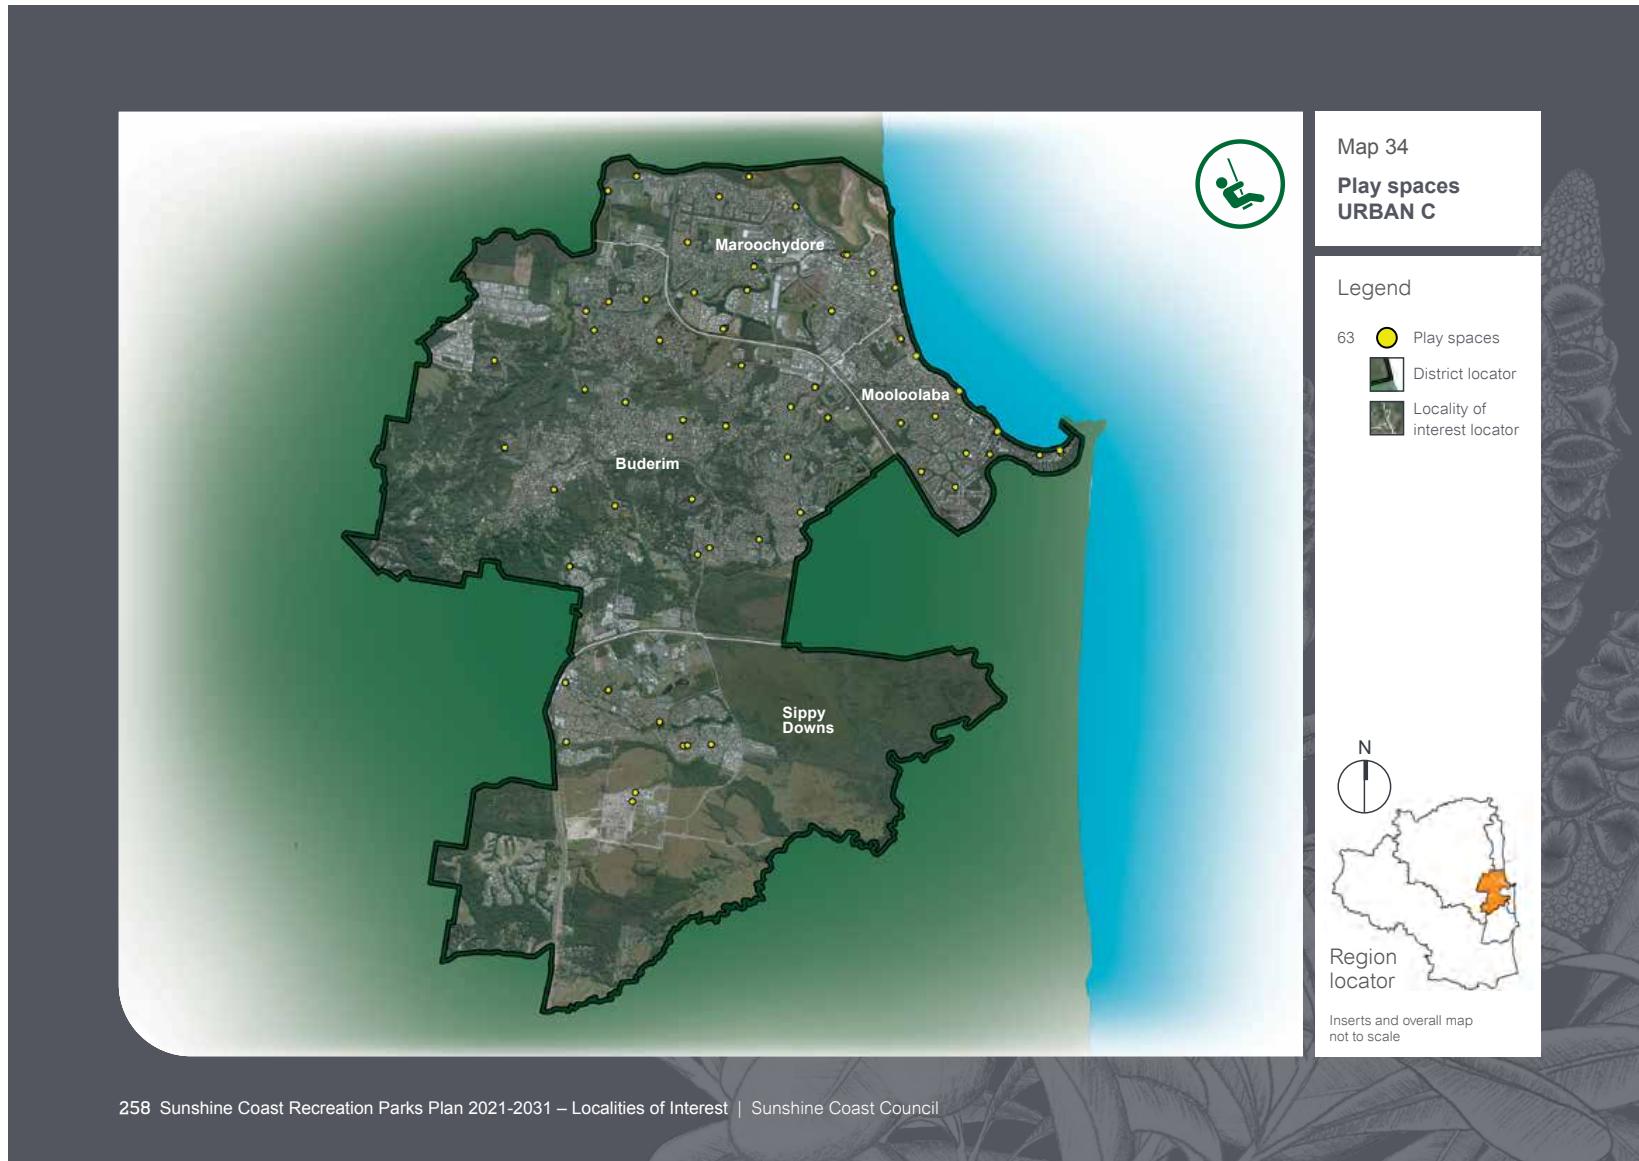 Map 34
Play spaces
URBAN C
Legend
63 Play spaces
District locator
Locality of
interest locator
Maroochydore
Mooloolaba
Buderim
Sippy
Downs
N
Region
locator
Inserts and overall map
not to scale
258 Sunshine Coast Recreation Parks Plan 2021-2031 – Localities of Interest | Sunshine Coast Council